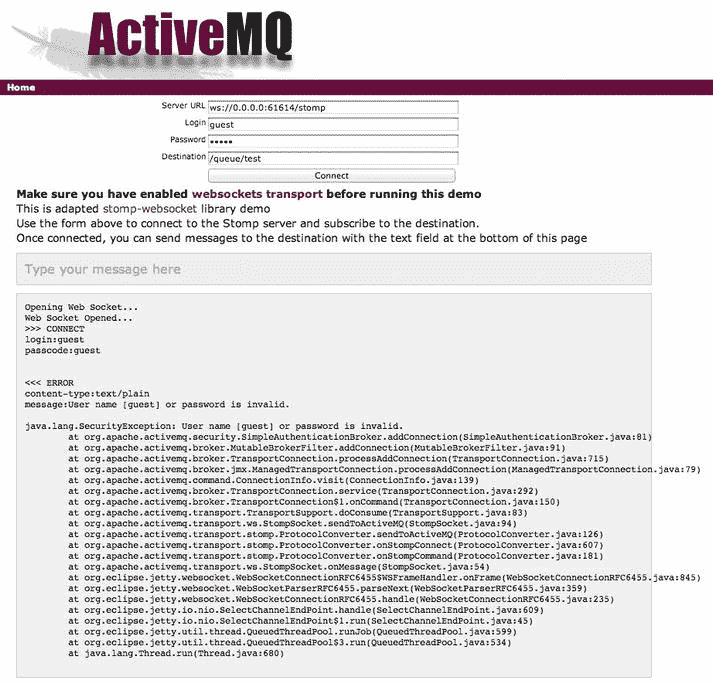 ActiveMQ
Home
Server URL ws://0.0.0.0:61614/stomp
Login guest
Password •••••
Destination /queue/test
Connect
Make sure you have enabled websockets transport before running this demo
This is adapted stomp-websocket library demo
Use the form above to connect to the Stomp server and subscribe to the destination.
Once connected, you can send messages to the destination with the text field at the bottom of this page
Type your message here
Opening Web Socket...
Web Socket Opened...
>>> CONNECT
login:guest
passcode:guest
<<< ERROR
content-type:text/plain
message:User name [guest] or password is invalid.
java.lang.SecurityException: User name [guest] or password is invalid.
at org.apache.activemq.security.SimpleAuthenticationBroker.addConnection(SimpleAuthenticationBroker.java:81)
at org.apache.activemq.broker.MutableBrokerFilter.addConnection(MutableBrokerFilter.java:91)
at org.apache.activemq.broker.TransportConnection.processAddConnection(TransportConnection.java:715)
at org.apache.activemq.broker.jmx.ManagedTransportConnection.processAddConnection(ManagedTransportConnection.java:79)
at org.apache.activemq.command.ConnectionInfo.visit(ConnectionInfo.java:139)
at org.apache.activemq.broker.TransportConnection.service(TransportConnection.java:292)
at org.apache.activemq.broker.TransportConnection$1.onCommand(TransportConnection.java:150)
at org.apache.activemq.transport.TransportSupport.doConsume(TransportSupport.java:83)
at org.apache.activemq.transport.ws.StompSocket.sendToActiveMQ(StompSocket.java:94)
at org.apache.activemq.transport.stomp.ProtocolConverter.sendToActiveMQ(ProtocolConverter.java:126)
at org.apache.activemq.transport.stomp.ProtocolConverter.onStompConnect(ProtocolConverter.java:607)
at org.apache.activemq.transport.stomp.ProtocolConverter.onStompCommand(ProtocolConverter.java:181)
at org.apache.activemq.transport.ws.StompSocket.onMessage(StompSocket.java:54)
at org.eclipse.jetty.websocket.WebSocketConnectionRFC6455$WSFrameHandler.onFrame(WebSocketConnectionRFC6455.java:845)
at org.eclipse.jetty.websocket.WebSocketParserRFC6455.parseNext(WebSocketParserRFC6455.java:359)
at org.eclipse.jetty.websocket.WebSocketConnectionRFC6455.handle(WebSocketConnectionRFC6455.java:235)
at org.eclipse.jetty.io.nio.SelectChannelEndPoint.handle(SelectChannelEndPoint.java:609)
at org.eclipse.jetty.io.nio.SelectChannelEndPoint$1.run(SelectChannelEndPoint.java:45)
at org.eclipse.jetty.util.thread.QueuedThreadPool.runJob(QueuedThreadPool.java:599)
at org.eclipse.jetty.util.thread.QueuedThreadPool$3.run(QueuedThreadPool.java:534)
at java.lang.Thread.run(Thread.java:680)